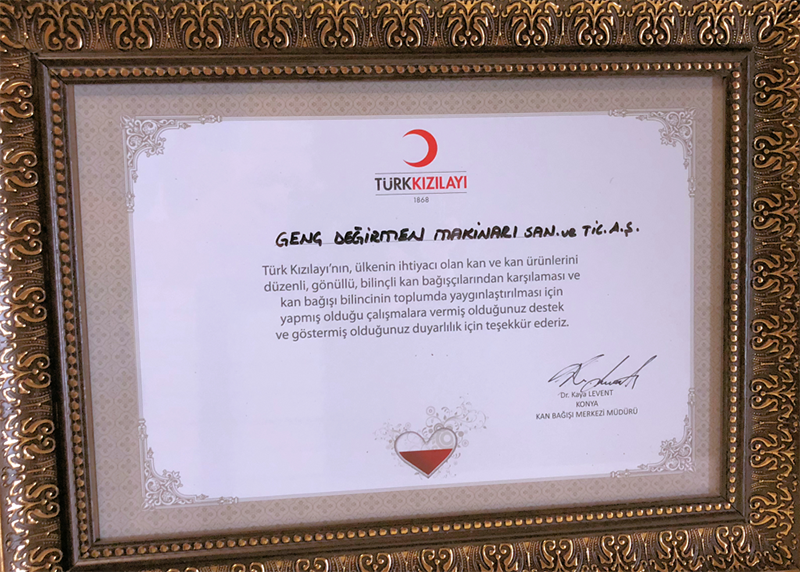 TÜRKKIZILAYI
1868
GENÇ DEĞİRMEN MAKİNARI SAN. ve TİC. A.Ş.
Türk Kızılayı'nın, ülkenin ihtiyacı olan kan ve kan ürünlerini
düzenli, gönüllü, bilinçli kan bağışçılarından karşılaması ve
kan bağışı bilincinin toplumda yaygınlaştırılması için
yapmış olduğu çalışmalara vermiş olduğunuz destek
ve göstermiş olduğunuz duyarlılık için teşekkür ederiz.
Dr. Kaya LEVENT
KONYA
KAN BAĞIŞI MERKEZİ MÜDÜRÜ